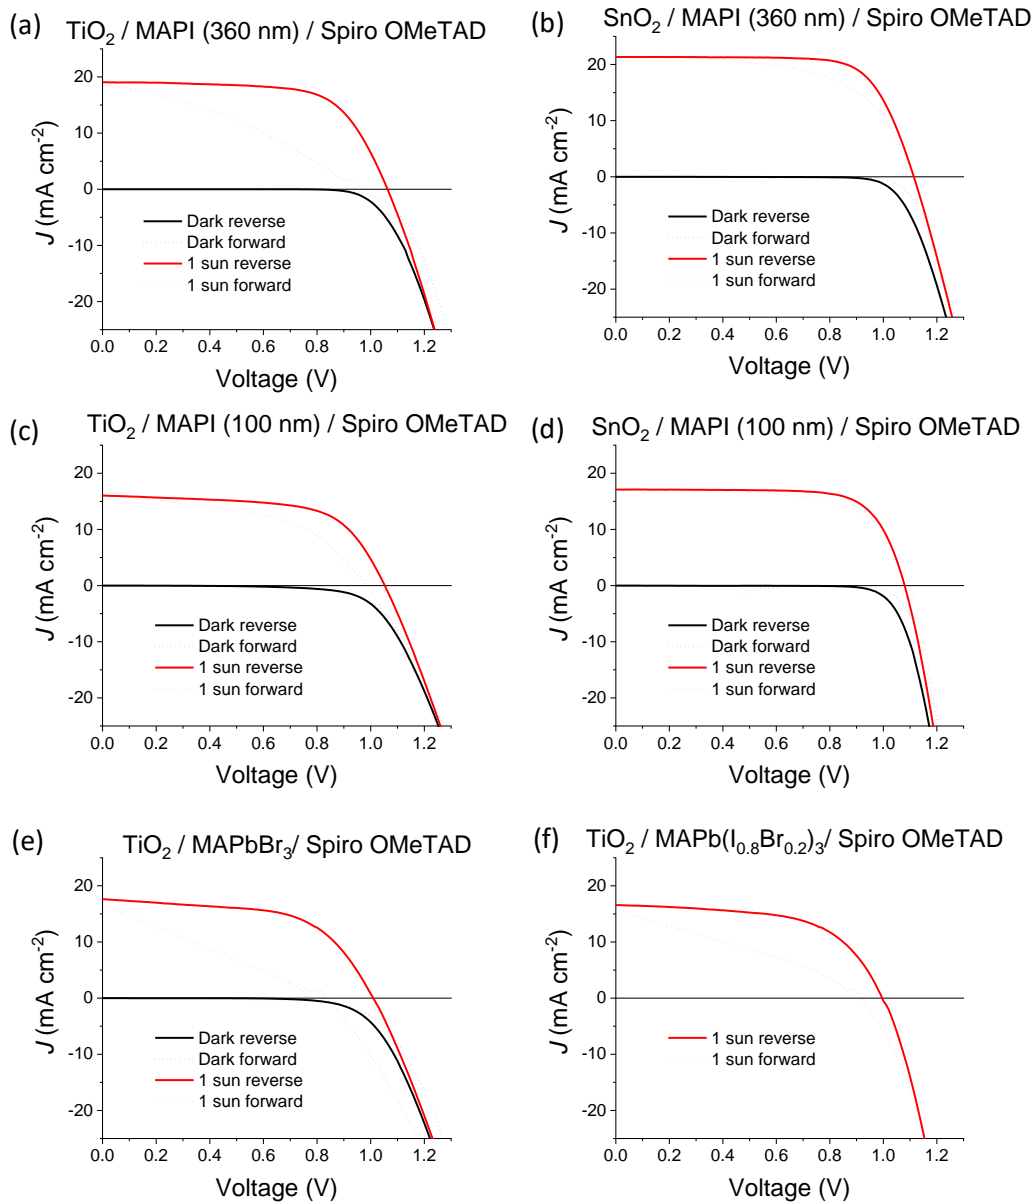 (a) TiO₂ / MAPI (360 nm) / Spiro OMeTAD
J (mA cm⁻²)
20
10
0
-10
-20
Dark reverse
Dark forward
1 sun reverse
1 sun forward
0.0 0.2 0.4 0.6 0.8 1.0 1.2
Voltage (V)
(b) SnO₂ / MAPI (360 nm) / Spiro OMeTAD
J (mA cm⁻²)
20
10
0
-10
-20
Dark reverse
Dark forward
1 sun reverse
1 sun forward
0.0 0.2 0.4 0.6 0.8 1.0 1.2
Voltage (V)
(c) TiO₂ / MAPI (100 nm) / Spiro OMeTAD
J (mA cm⁻²)
20
10
0
-10
-20
Dark reverse
Dark forward
1 sun reverse
1 sun forward
0.0 0.2 0.4 0.6 0.8 1.0 1.2
Voltage (V)
(d) SnO₂ / MAPI (100 nm) / Spiro OMeTAD
J (mA cm⁻²)
20
10
0
-10
-20
Dark reverse
Dark forward
1 sun reverse
1 sun forward
0.0 0.2 0.4 0.6 0.8 1.0 1.2
Voltage (V)
(e) TiO₂ / MAPbBr₃/ Spiro OMeTAD
J (mA cm⁻²)
20
10
0
-10
-20
Dark reverse
Dark forward
1 sun reverse
1 sun forward
0.0 0.2 0.4 0.6 0.8 1.0 1.2
Voltage (V)
(f) TiO₂ / MAPb(I₀.₈Br₀.₂)₃/ Spiro OMeTAD
J (mA cm⁻²)
20
10
0
-10
-20
1 sun reverse
1 sun forward
0.0 0.2 0.4 0.6 0.8 1.0 1.2
Voltage (V)